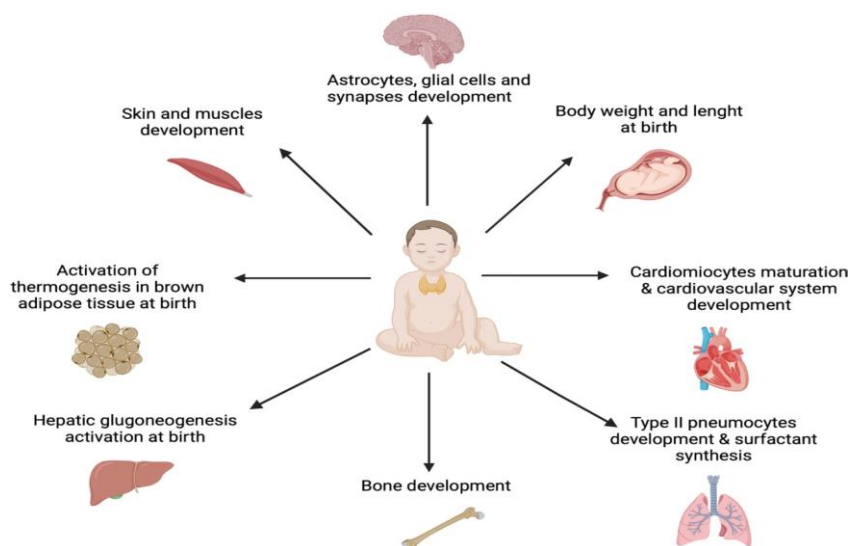 Astrocytes, glial cells and
synapses development
Skin and muscles
development
Body weight and lenght
at birth
Activation of
thermogenesis in brown
adipose tissue at birth
Cardiomiocytes maturation
& cardiovascular system
development
Hepatic glugoneogenesis
activation at birth
Type II pneumocytes
development & surfactant
synthesis
Bone development